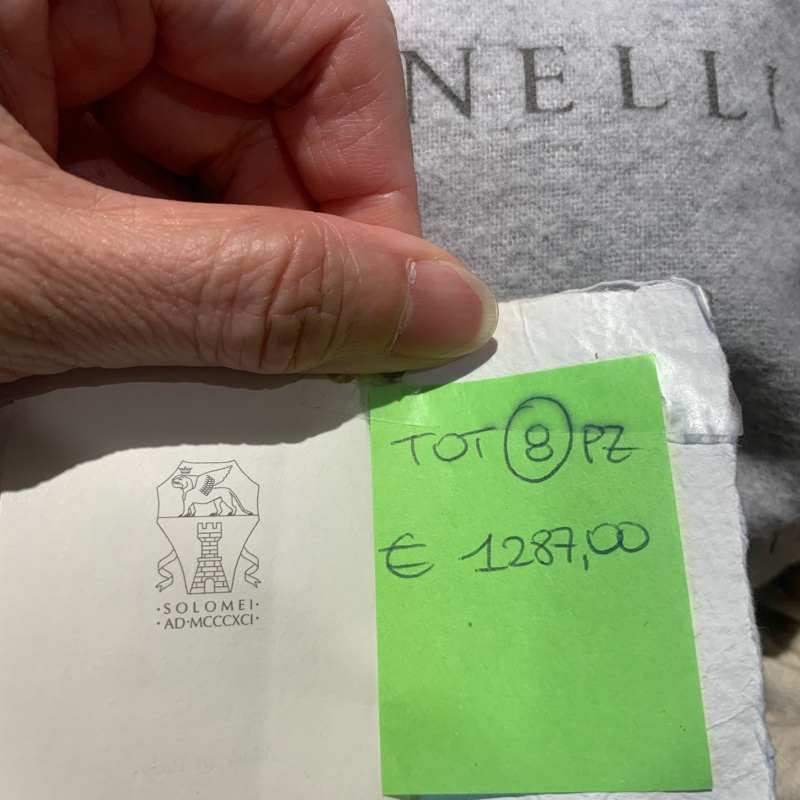 NELLI
TOT 8 PZ
€ 1287,00
·SOLOMEI·
·AD·MCCCXCI·